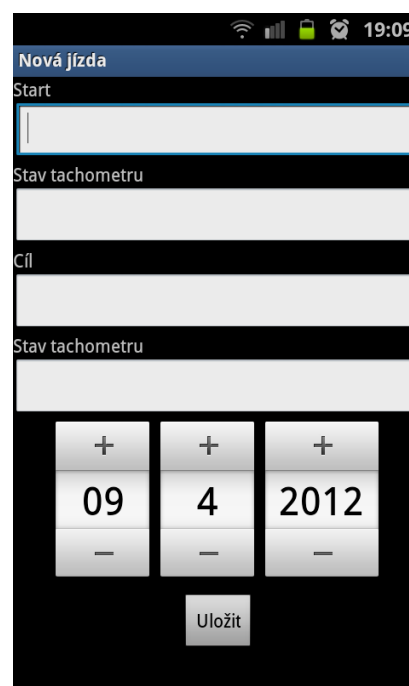 19:09
Nová jízda
Start
Stav tachometru
Cíl
Stav tachometru
+ + +
09 4 2012
− − −
Uložit